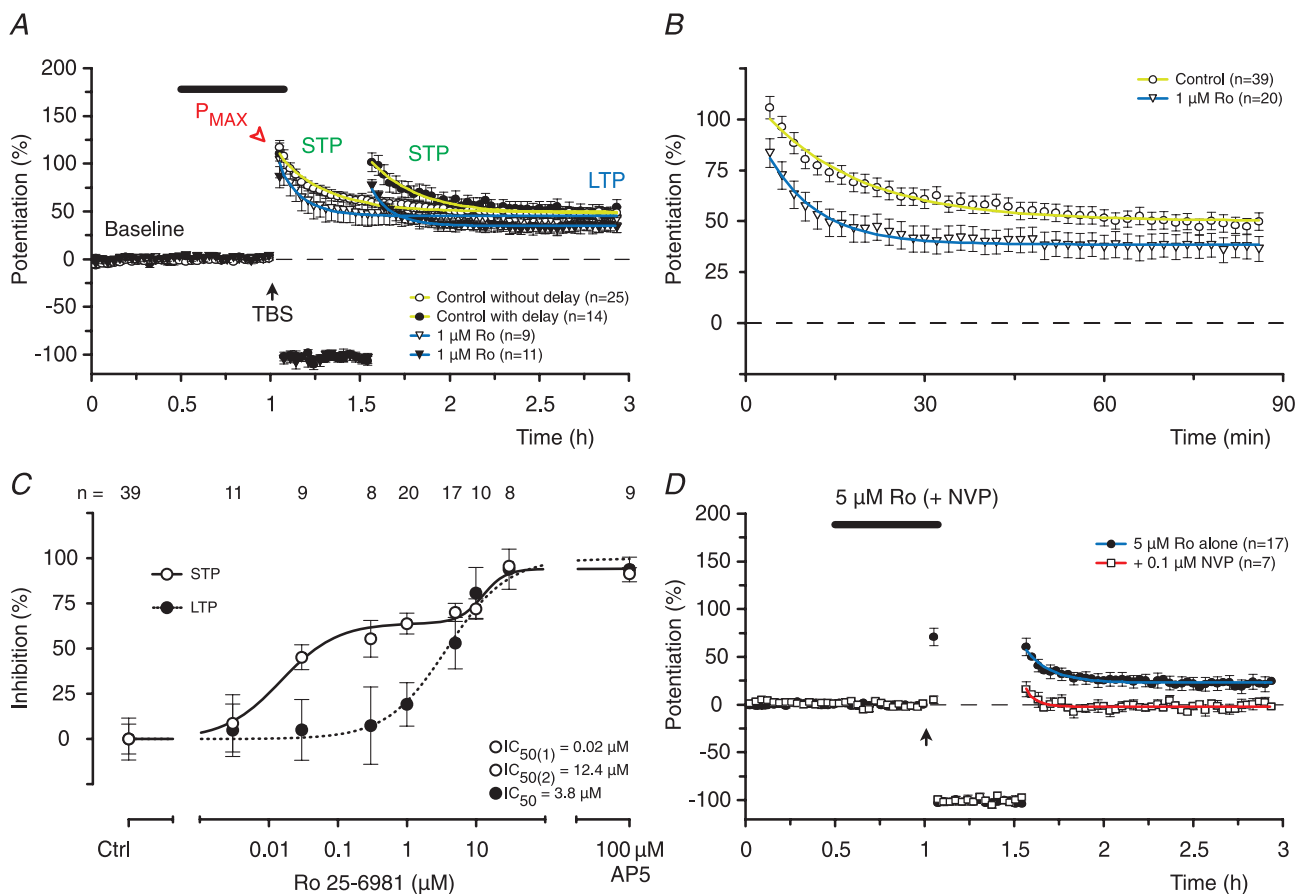 A
200
150
100
50
0
-50
-100
Potentiation (%)
P_MAX
STP
STP
LTP
Baseline
TBS
Control without delay (n=25)
Control with delay (n=14)
1 µM Ro (n=9)
1 µM Ro (n=11)
0
0.5
1
1.5
2
2.5
3
Time (h)
B
100
75
50
25
0
Potentiation (%)
Control (n=39)
1 µM Ro (n=20)
0
30
60
90
Time (min)
C
n = 39 11 9 8 20 17 10 8 9
100
75
50
25
0
Inhibition (%)
STP
LTP
IC50(1) = 0.02 µM
IC50(2) = 12.4 µM
IC50 = 3.8 µM
Ctrl
0.01
0.1
1
10
100 µM
AP5
Ro 25-6981 (µM)
D
5 µM Ro (+ NVP)
200
150
100
50
0
-50
-100
Potentiation (%)
5 µM Ro alone (n=17)
+ 0.1 µM NVP (n=7)
0
0.5
1
1.5
2
2.5
3
Time (h)